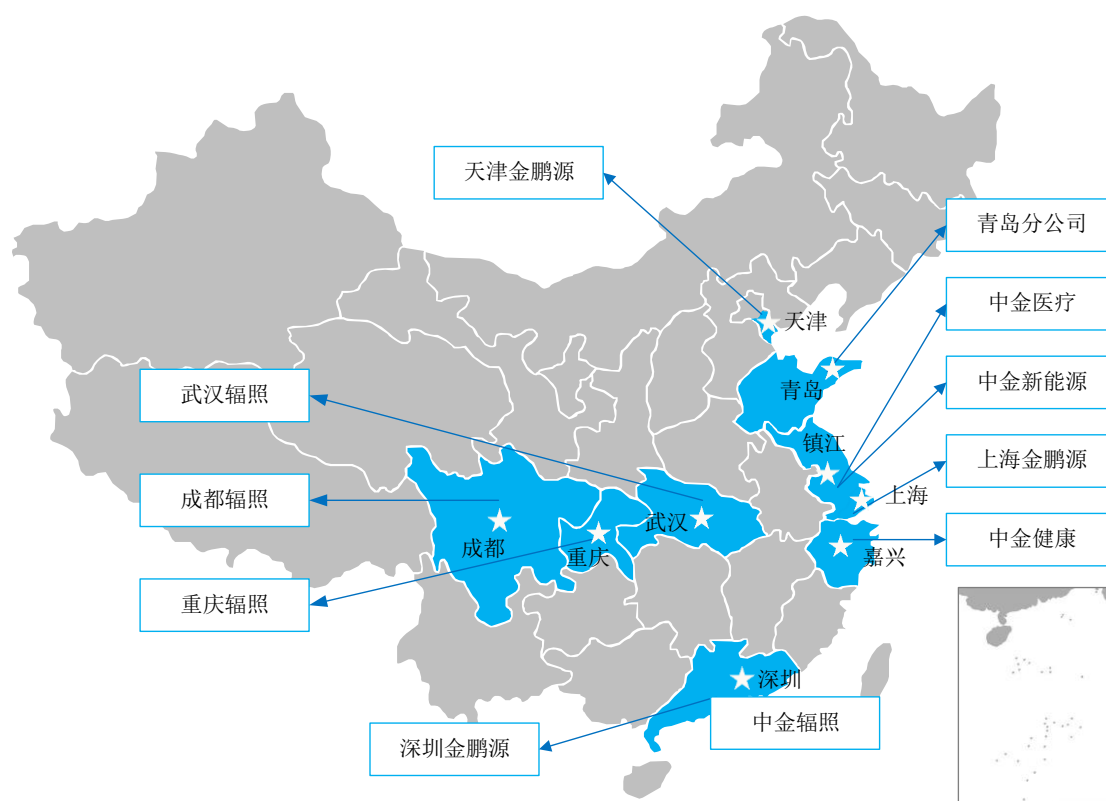 天津金鹏源
青岛分公司
中金医疗
天津
武汉辐照
青岛
中金新能源
镇江
上海金鹏源
成都辐照
上海
武汉
成都
重庆
嘉兴
中金健康
重庆辐照
深圳
中金辐照
深圳金鹏源